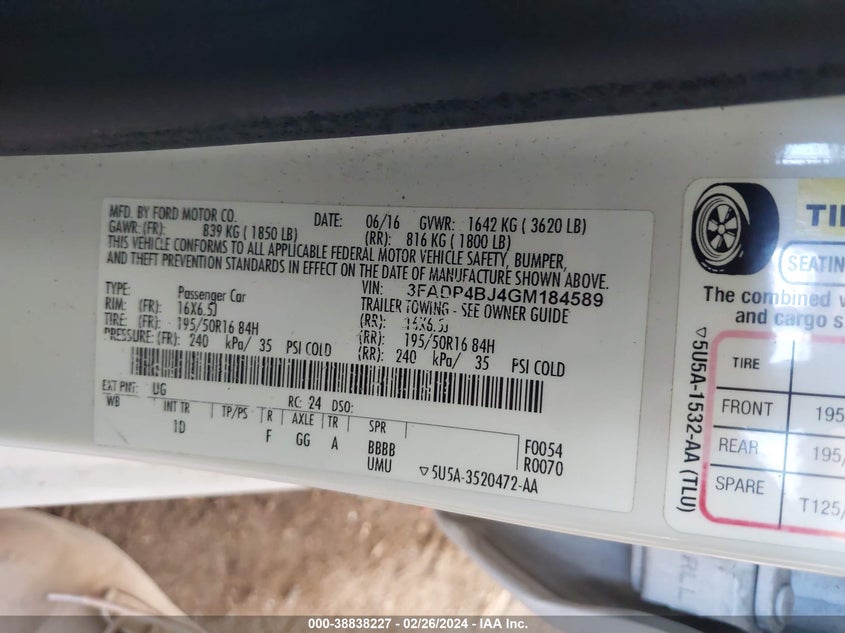 MFD. BY FORD MOTOR CO.
DATE: 06/16 GVWR: 1642 KG ( 3620 LB)
GAWR: (FR): 839 KG ( 1850 LB) (RR): 816 KG ( 1800 LB)
THIS VEHICLE CONFORMS TO ALL APPLICABLE FEDERAL MOTOR VEHICLE SAFETY, BUMPER,
AND THEFT PREVENTION STANDARDS IN EFFECT ON THE DATE OF MANUFACTURE SHOWN ABOVE.
VIN: 3FADP4BJ4GM184589
TYPE: Passenger Car TRAILER TOWING - SEE OWNER GUIDE
RIM: (FR): 16X6.5J (RR): 16X6.5J
TIRE: (FR): 195/50R16 84H (RR): 195/50R16 84H
PRESSURE: (FR): 240 kPa/ 35 PSI COLD (RR): 240 kPa/ 35 PSI COLD
EXT PNT: UG RC: 24 DSO:
WB INT TR TP/PS R AXLE TR SPR
1D F GG A BBBB F0054
UMU R0070
▽5U5A-3520472-AA
TI
SEATIN
The combined v
and cargo s
▽5U5A-1532-AA (TLU)
TIRE
FRONT 195
REAR 195/
SPARE T125/
000-38838227 - 02/26/2024 - IAA Inc.